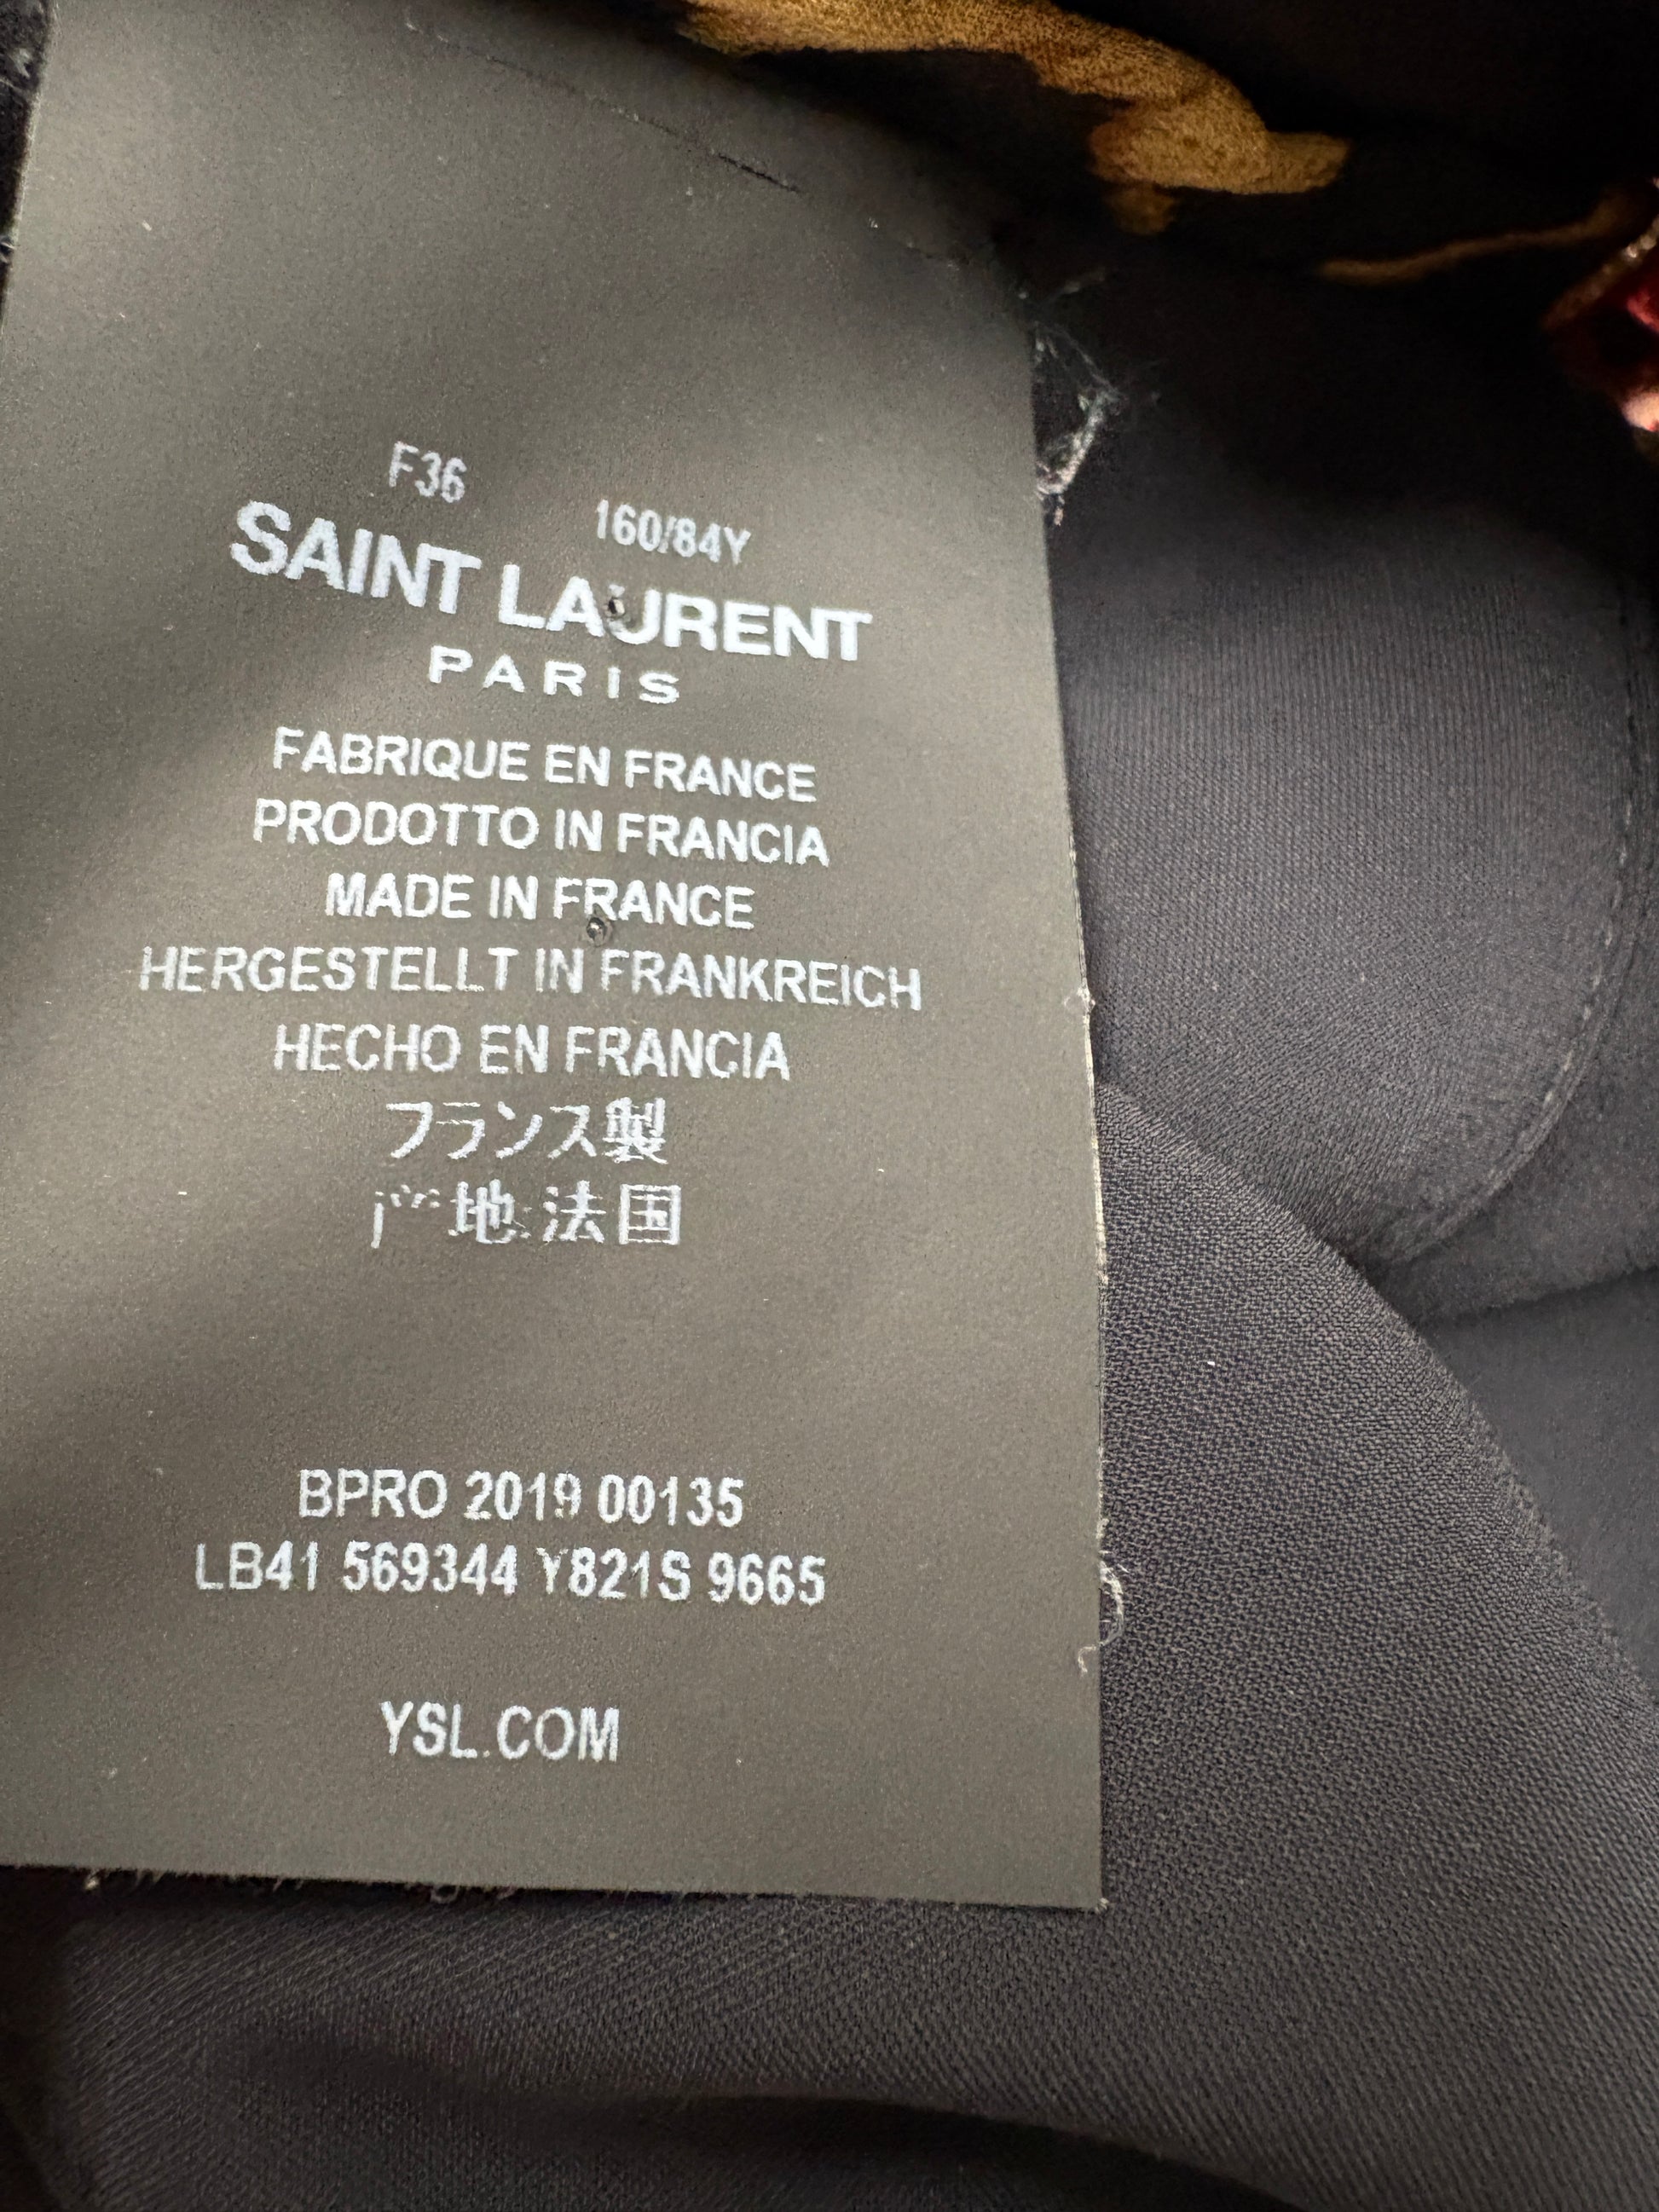 F36
160/84Y
SAINT LAURENT
PARIS
FABRIQUE EN FRANCE
PRODOTTO IN FRANCIA
MADE IN FRANCE
HERGESTELLT IN FRANKREICH
HECHO EN FRANCIA
フランス製
产地:法国
BPRO 2019 00135
LB41 569344 Y821S 9665
YSL.COM